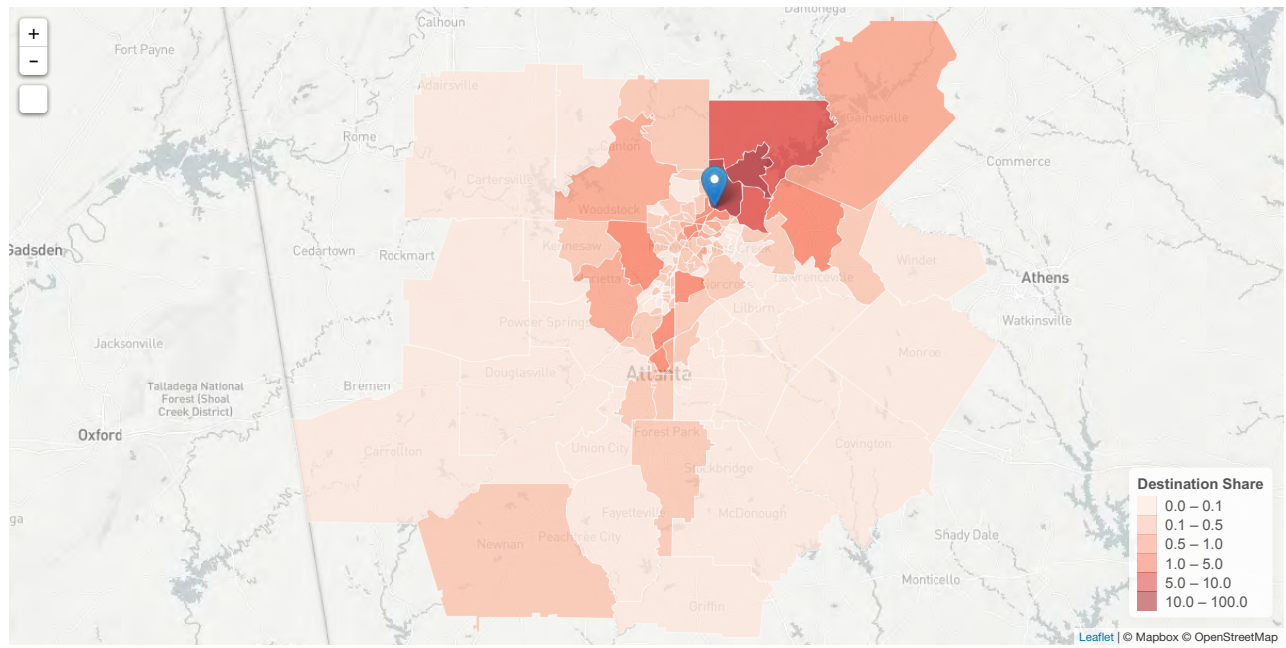 +
−
Calhoun
Dahlonega
Fort Payne
Adairsville
Gainesville
Rome
Canton
Commerce
Cartersville
Woodstock
Gadsden
Cedartown
Rockmart
Kennesaw
Winder
Athens
Marietta
Lawrenceville
Norcross
Lilburn
Watkinsville
Powder Springs
Jacksonville
Monroe
Douglasville
Atlanta
Talladega National
Forest (Shoal
Creek District)
Bremen
Oxford
Forest Park
Carrollton
Union City
Covington
Stockbridge
Fayetteville
McDonough
Newnan
Peachtree City
Shady Dale
Monticello
Griffin
Destination Share
0.0 – 0.1
0.1 – 0.5
0.5 – 1.0
1.0 – 5.0
5.0 – 10.0
10.0 – 100.0
Leaflet | © Mapbox © OpenStreetMap